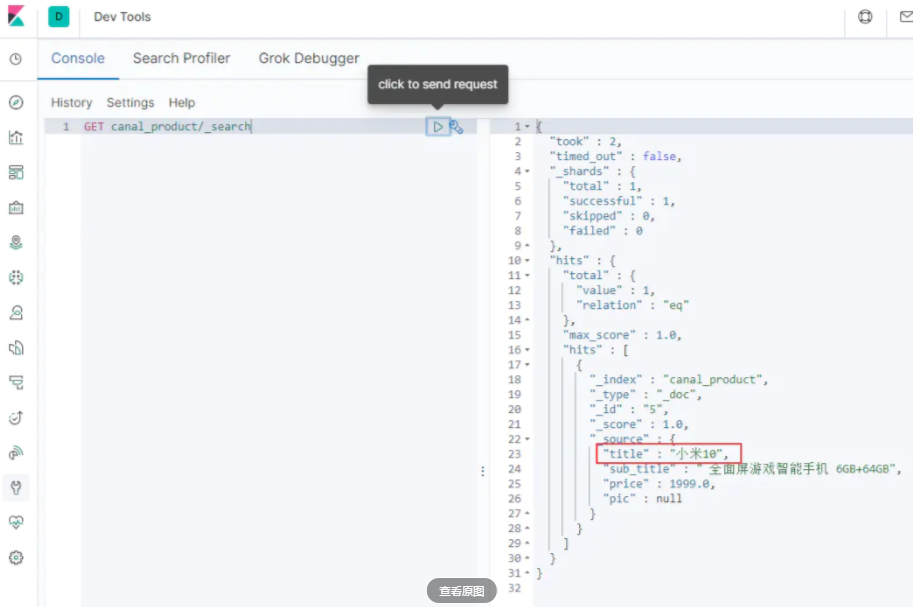 D Dev Tools
Console Search Profiler Grok Debugger
click to send request
History Settings Help
1 GET canal_product/_search
1 {
2 "took" : 2,
3 "timed_out" : false,
4 "_shards" : {
5 "total" : 1,
6 "successful" : 1,
7 "skipped" : 0,
8 "failed" : 0
9 },
10 "hits" : {
11 "total" : {
12 "value" : 1,
13 "relation" : "eq"
14 },
15 "max_score" : 1.0,
16 "hits" : [
17 {
18 "_index" : "canal_product",
19 "_type" : "_doc",
20 "_id" : "5",
21 "_score" : 1.0,
22 "_source" : {
23 "title" : "小米10",
24 "sub_title" : " 全面屏游戏智能手机 6GB+64GB",
25 "price" : 1999.0,
26 "pic" : null
27 }
28 }
29 ]
30 }
31 }
32
查看原图